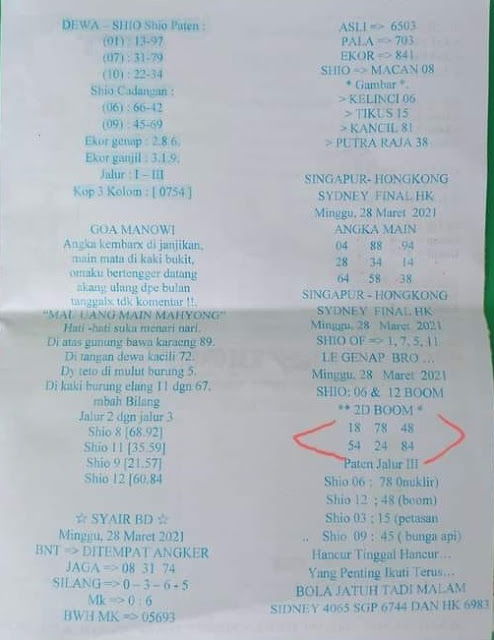 DEWA – SHIO Shio Paten :
(01) : 13-97
(07) : 31-79
(10) : 22-34
Shio Cadangan :
(06) : 66-42
(09) : 45-69
Ekor genap : 2.8 6.
Ekor ganjil : 3.1.9.
Jalur : I – III
Kop 3 Kolom : [ 0754 ]
GOA MANOWI
Angka kembarx di janjikan,
main mata di kaki bukit,
omaku bertengger datang
akang ulang dpe bulan
tanggalx tdk komentar !!.
“MAL UANG MAIN MAHYONG”
Hati -hati suka menari nari.
Di atas gunung bawa karaeng 89.
Di tangan dewa kacili 72.
Dy teto di mulut burung 5.
Di kaki burung elang 11 dgn 67.
mbah Bilang
Jalur 2 dgn jalur 3
Shio 8 [68.92]
Shio 11 [35.59]
Shio 9 [21.57]
Shio 12 [60.84
☆ SYAIR BD ☆
Minggu, 28 Maret 2021
BNT => DITEMPAT ANGKER
JAGA => 08 31 74
SILANG => 0 – 3 – 6 - 5
Mk => 0 : 6
BWH MK => 05693
ASLI => 6503
PALA => 703
EKOR => 841
SHIO => MACAN 08
* Gambar *.
> KELINCI 06
> TIKUS 15
> KANCIL 81
> PUTRA RAJA 38
SINGAPUR- HONGKONG
SYDNEY FINAL HK
Minggu, 28 Maret 2021
ANGKA MAIN
04 88 94
28 34 14
64 58 38
SINGAPUR - HONGKONG
SYDNEY FINAL HK
Minggu, 28 Maret 2021
SHIO OF => 1, 7, 5, 11
LE GENAP BRO ...
Minggu, 28 Maret 2021
SHIO: 06 & 12 BOOM
** 2D BOOM *
18 78 48
54 24 84
Paten Jalur III
Shio 06 ; 78 0nuklir)
Shio 12 ; 48 (boom)
Shio 03 ; 15 (petasan
.. Shio 09 : 45 ( bunga api)
Hancur Tinggal Hancur…
Yang Penting Ikuti Terus…
BOLA JATUH TADI MALAM
SIDNEY 4065 SGP 6744 DAN HK 6983